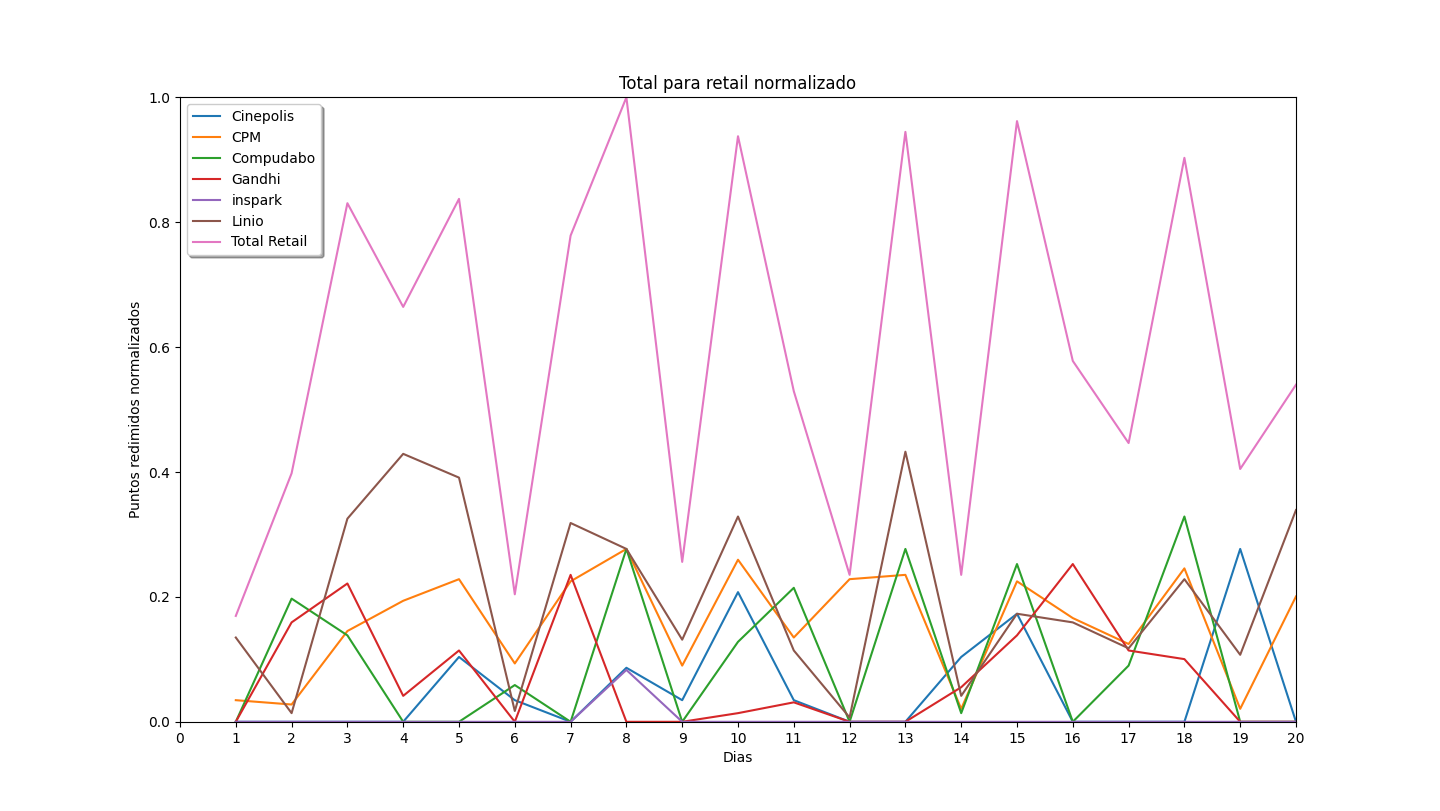 Total para retail normalizado
1.0
0.8
0.6
0.4
0.2
0.0
Puntos redimidos normalizados
Cinepolis
CPM
Compudabo
Gandhi
inspark
Linio
Total Retail
0 1 2 3 4 5 6 7 8 9 10 11 12 13 14 15 16 17 18 19 20
Dias